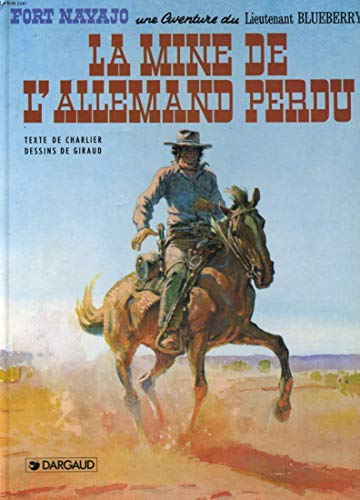 FORT NAVAJO une Aventure du Lieutenant BLUEBERRY
LA MINE DE
L'ALLEMAND PERDU
TEXTE DE CHARLIER
DESSINS DE GIRAUD
DARGAUD